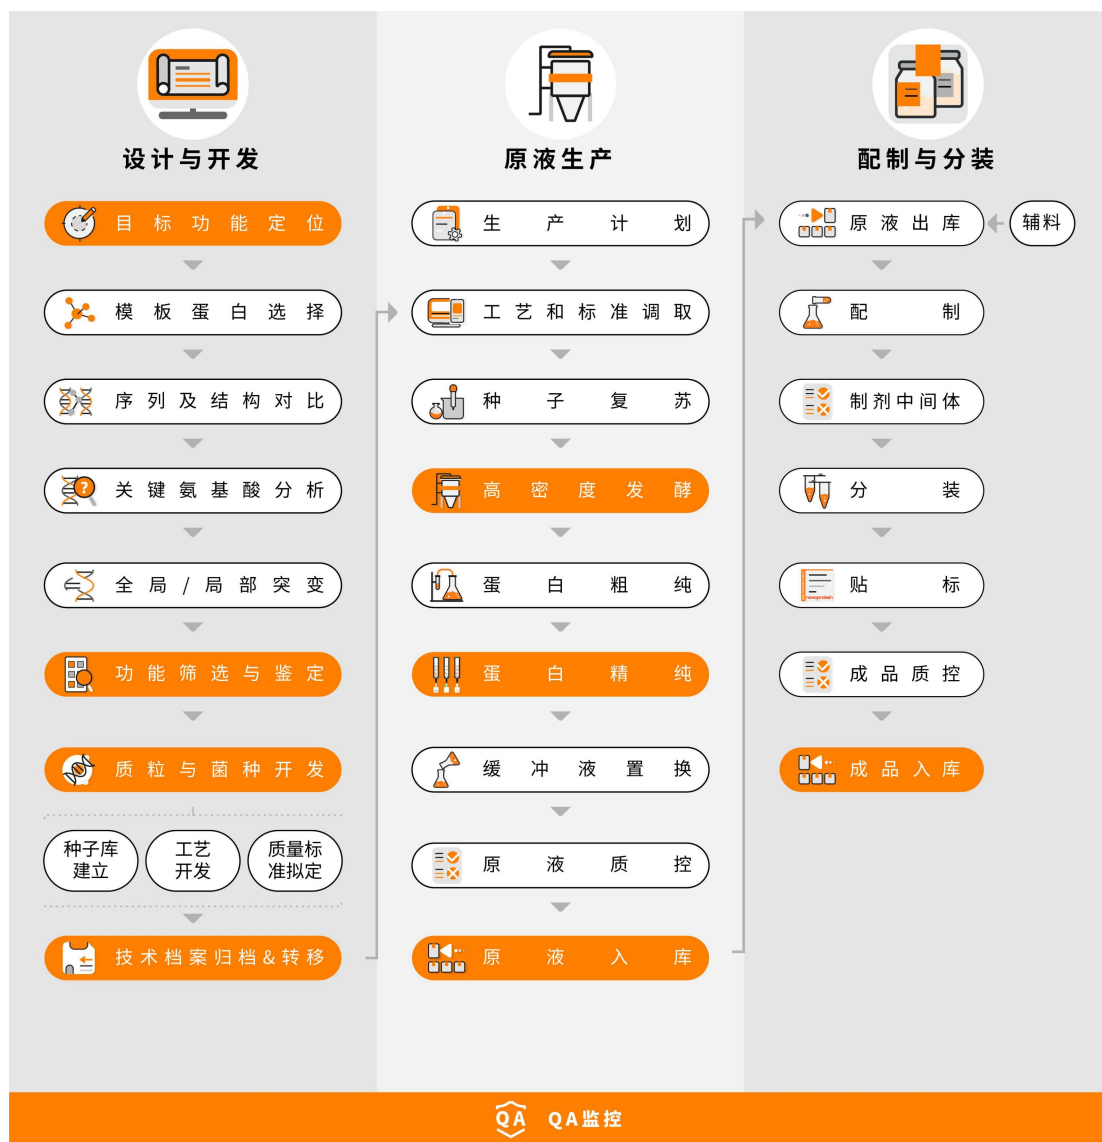 设计与开发
目标功能定位
模板蛋白选择
序列及结构对比
关键氨基酸分析
全局/局部突变
功能筛选与鉴定
质粒与菌种开发
种子库
建立
工艺
开发
质量标
准拟定
技术档案归档&转移
原液生产
生产计划
工艺和标准调取
种子复苏
高密度发酵
蛋白粗纯
蛋白精纯
缓冲液置换
原液质控
原液入库
配制与分装
原液出库
辅料
配制
制剂中间体
分装
novoprotein
贴标
成品质控
成品入库
QA
QA监控